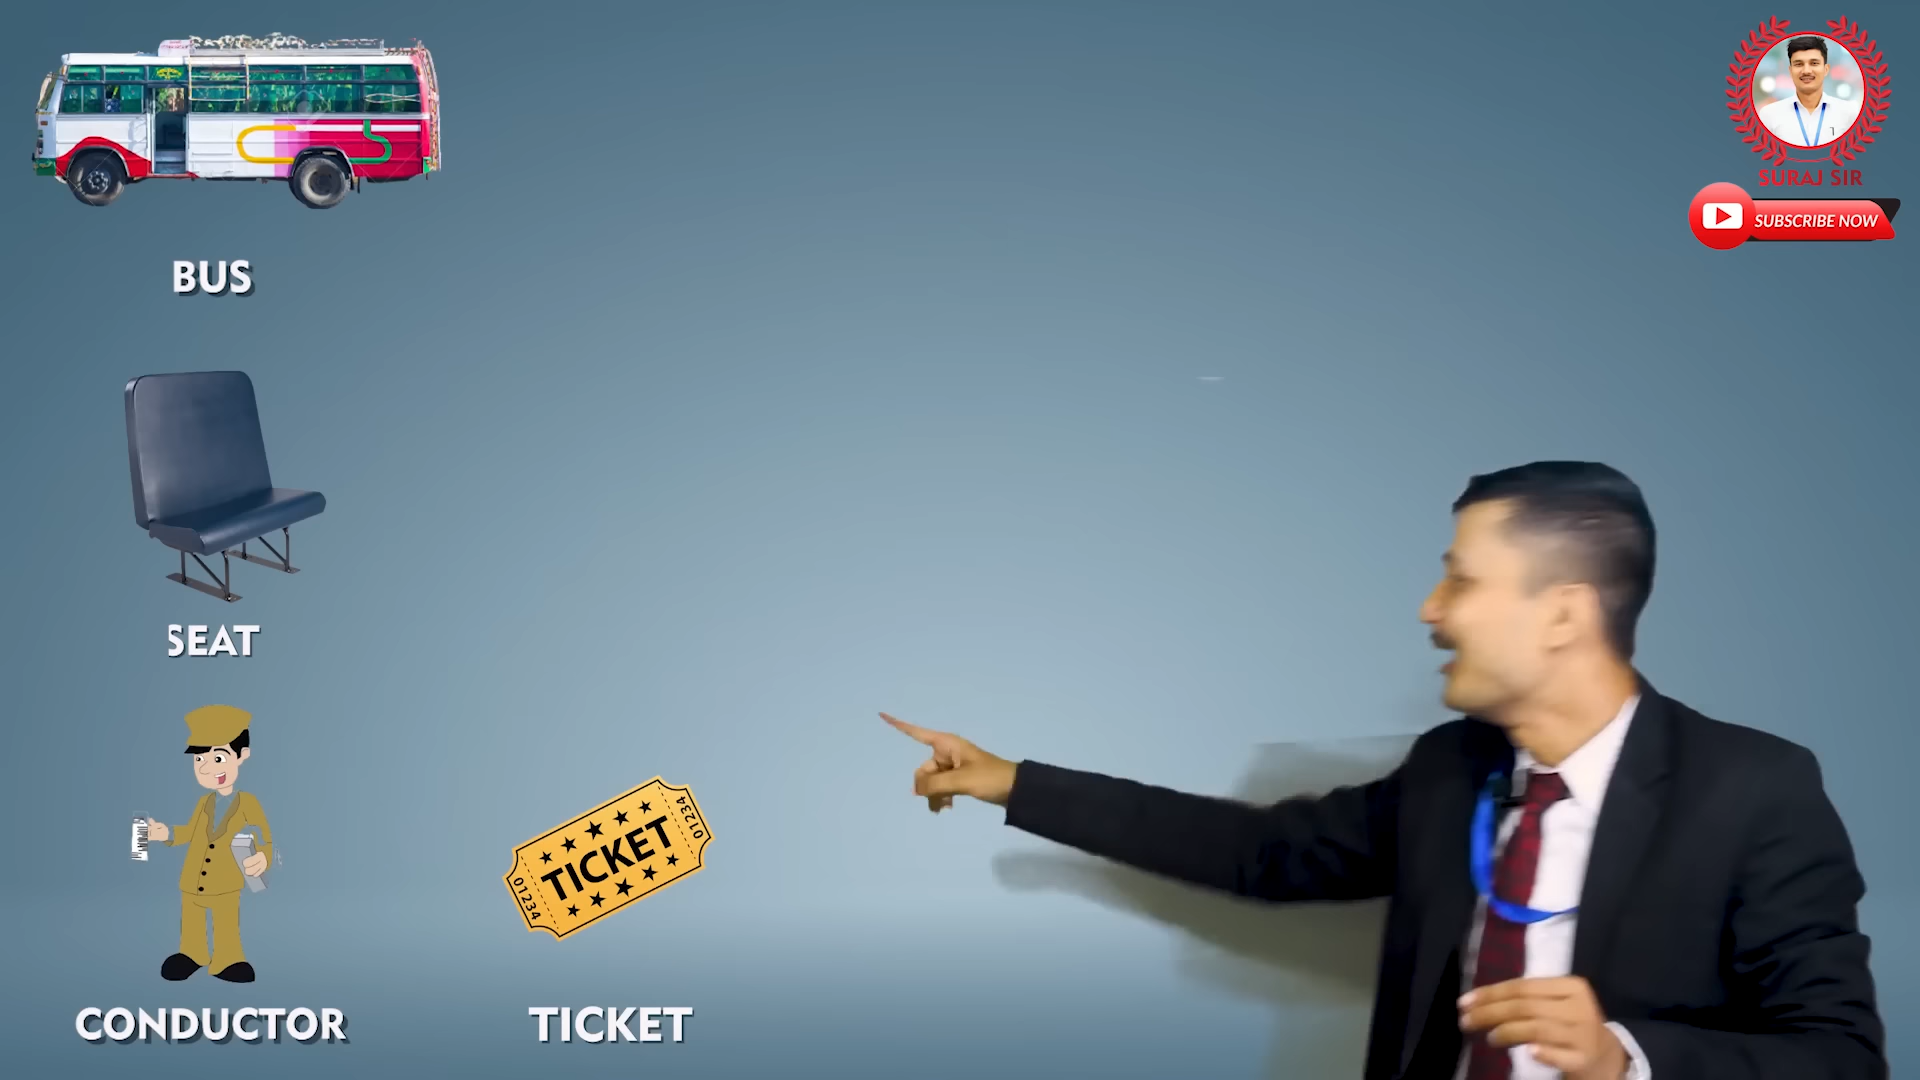 SURAJ SIR
SUBSCRIBE NOW
BUS
SEAT
01234
TICKET
01234
CONDUCTOR
TICKET